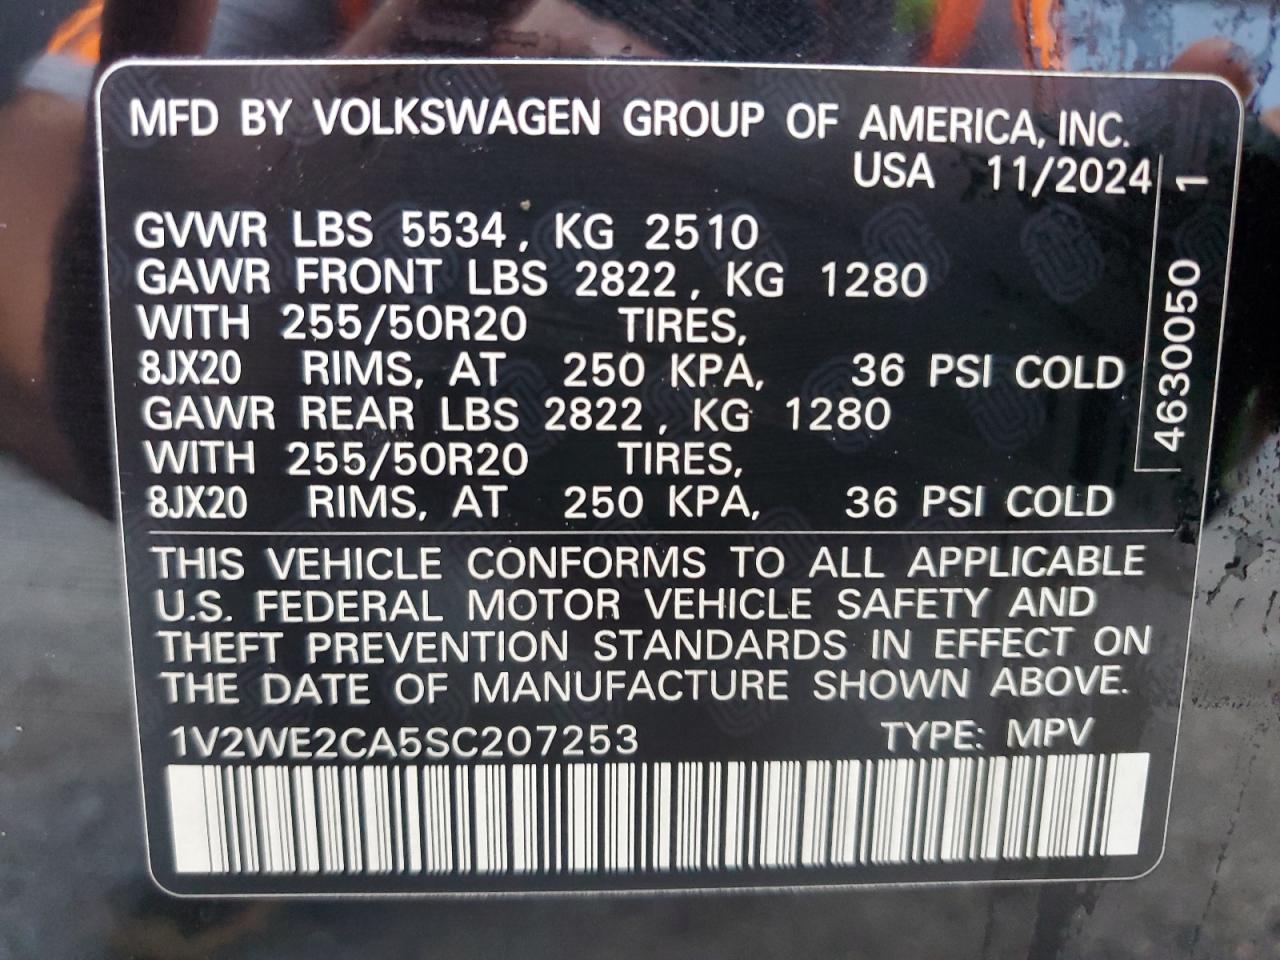 MFD BY VOLKSWAGEN GROUP OF AMERICA, INC.
USA 11/2024
GVWR LBS 5534, KG 2510
GAWR FRONT LBS 2822, KG 1280
WITH 255/50R20 TIRES,
8JX20 RIMS, AT 250 KPA, 36 PSI COLD
GAWR REAR LBS 2822, KG 1280
WITH 255/50R20 TIRES,
8JX20 RIMS, AT 250 KPA, 36 PSI COLD
4630050 1
THIS VEHICLE CONFORMS TO ALL APPLICABLE
U.S. FEDERAL MOTOR VEHICLE SAFETY AND
THEFT PREVENTION STANDARDS IN EFFECT ON
THE DATE OF MANUFACTURE SHOWN ABOVE.
1V2WE2CA5SC207253 TYPE: MPV